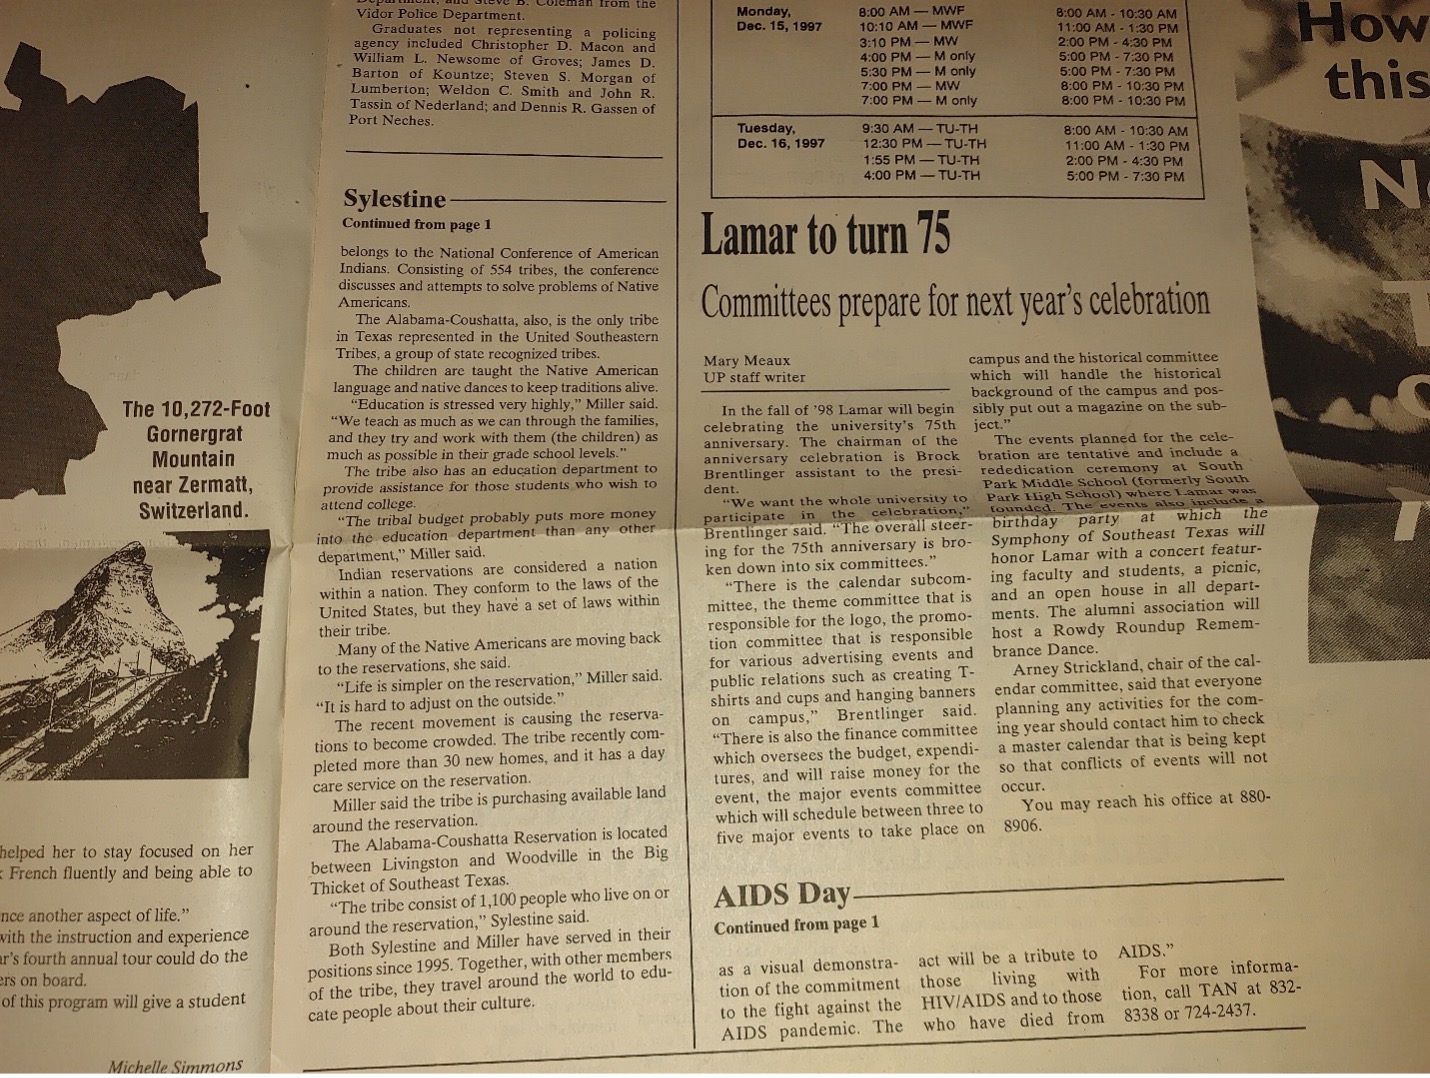 Department, and Steve B. Coleman from the
Vidor Police Department.
Graduates not representing a policing
agency included Christopher D. Macon and
William L. Newsome of Groves; James D.
Barton of Kountze; Steven S. Morgan of
Lumberton; Weldon C. Smith and John R.
Tassin of Nederland; and Dennis R. Gassen of
Port Neches.
Monday, 8:00 AM — MWF 8:00 AM - 10:30 AM
Dec. 15, 1997 10:10 AM — MWF 11:00 AM - 1:30 PM
3:10 PM — MW 2:00 PM - 4:30 PM
4:00 PM — M only 5:00 PM - 7:30 PM
5:30 PM — M only 5:00 PM - 7:30 PM
7:00 PM — MW 8:00 PM - 10:30 PM
7:00 PM — M only 8:00 PM - 10:30 PM
Tuesday, 9:30 AM — TU-TH 8:00 AM - 10:30 AM
Dec. 16, 1997 12:30 PM — TU-TH 11:00 AM - 1:30 PM
1:55 PM — TU-TH 2:00 PM - 4:30 PM
4:00 PM — TU-TH 5:00 PM - 7:30 PM
How
this
The 10,272-Foot
Gornergrat
Mountain
near Zermatt,
Switzerland.
helped her to stay focused on her
French fluently and being able to
nce another aspect of life.”
with the instruction and experience
ar’s fourth annual tour could do the
ers on board.
of this program will give a student
Michelle Simmons
Sylestine
Continued from page 1
belongs to the National Conference of American
Indians. Consisting of 554 tribes, the conference
discusses and attempts to solve problems of Native
Americans.
The Alabama-Coushatta, also, is the only tribe
in Texas represented in the United Southeastern
Tribes, a group of state recognized tribes.
The children are taught the Native American
language and native dances to keep traditions alive.
“Education is stressed very highly,” Miller said.
“We teach as much as we can through the families,
and they try and work with them (the children) as
much as possible in their grade school levels.”
The tribe also has an education department to
provide assistance for those students who wish to
attend college.
“The tribal budget probably puts more money
into the education department than any other
department,” Miller said.
Indian reservations are considered a nation
within a nation. They conform to the laws of the
United States, but they have a set of laws within
their tribe.
Many of the Native Americans are moving back
to the reservations, she said.
“Life is simpler on the reservation,” Miller said.
“It is hard to adjust on the outside.”
The recent movement is causing the reserva-
tions to become crowded. The tribe recently com-
pleted more than 30 new homes, and it has a day
care service on the reservation.
Miller said the tribe is purchasing available land
around the reservation.
The Alabama-Coushatta Reservation is located
between Livingston and Woodville in the Big
Thicket of Southeast Texas.
“The tribe consist of 1,100 people who live on or
around the reservation,” Sylestine said.
Both Sylestine and Miller have served in their
positions since 1995. Together, with other members
of the tribe, they travel around the world to edu-
cate people about their culture.
Lamar to turn 75
Committees prepare for next year’s celebration
Mary Meaux
UP staff writer
In the fall of ’98 Lamar will begin
celebrating the university’s 75th
anniversary. The chairman of the
anniversary celebration is Brock
Brentlinger assistant to the presi-
dent.
“We want the whole university to
participate in the celebration,”
Brentlinger said. “The overall steer-
ing for the 75th anniversary is bro-
ken down into six committees.”
“There is the calendar subcom-
mittee, the theme committee that is
responsible for the logo, the promo-
tion committee that is responsible
for various advertising events and
public relations such as creating T-
shirts and cups and hanging banners
on campus,” Brentlinger said.
“There is also the finance committee
which oversees the budget, expendi-
tures, and will raise money for the
event, the major events committee
which will schedule between three to
five major events to take place on
campus and the historical committee
which will handle the historical
background of the campus and pos-
sibly put out a magazine on the sub-
ject.”
The events planned for the cele-
bration are tentative and include a
rededication ceremony at South
Park Middle School (formerly South
Park High School) where Lamar was
founded. The events also include a
birthday party at which the
Symphony of Southeast Texas will
honor Lamar with a concert featur-
ing faculty and students, a picnic,
and an open house in all depart-
ments. The alumni association will
host a Rowdy Roundup Remem-
brance Dance.
Arney Strickland, chair of the cal-
endar committee, said that everyone
planning any activities for the com-
ing year should contact him to check
a master calendar that is being kept
so that conflicts of events will not
occur.
You may reach his office at 880-
8906.
AIDS Day
Continued from page 1
as a visual demonstra-
tion of the commitment
to the fight against the
AIDS pandemic. The
act will be a tribute to
those living with
HIV/AIDS and to those
who have died from
AIDS.”
For more informa-
tion, call TAN at 832-
8338 or 724-2437.